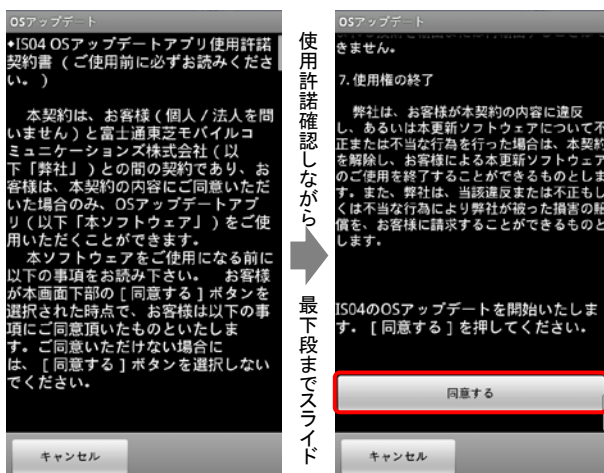 OSアップデート
◆IS04 OSアップデートアプリ使用許諾
契約書（ご使用前に必ずお読みくださ
い。）
本契約は、お客様（個人／法人を問
いません）と富士通東芝モバイルコ
ミュニケーションズ株式会社（以
下「弊社」）との間の契約であり、お
客様は、本契約の内容にご同意いただ
いた場合のみ、OSアップデートアプ
リ（以下「本ソフトウェア」）をご使
用いただくことができます。
本ソフトウェアをご使用になる前に
以下の事項をお読み下さい。　お客様
が本画面下部の［同意する］ボタンを
選択された時点で、お客様は以下の事
項にご同意頂いたものといたしま
す。ご同意いただけない場合に
は、［同意する］ボタンを選択しない
でください。
キャンセル
使用許諾確認しながら
最下段までスライド
OSアップデート
きません。
7. 使用権の終了
弊社は、お客様が本契約の内容に違反
し、あるいは本更新ソフトウェアについて不
正または不当な行為を行った場合は、本契約
を解除し、お客様による本更新ソフトウェア
のご使用を終了することができるものとしま
す。また、弊社は、当該違反または不正もし
くは不当な行為により弊社が被った損害の賠
償を、お客様に請求することができるものと
します。
IS04のOSアップデートを開始いたしま
す。［同意する］を押してください。
同意する
キャンセル